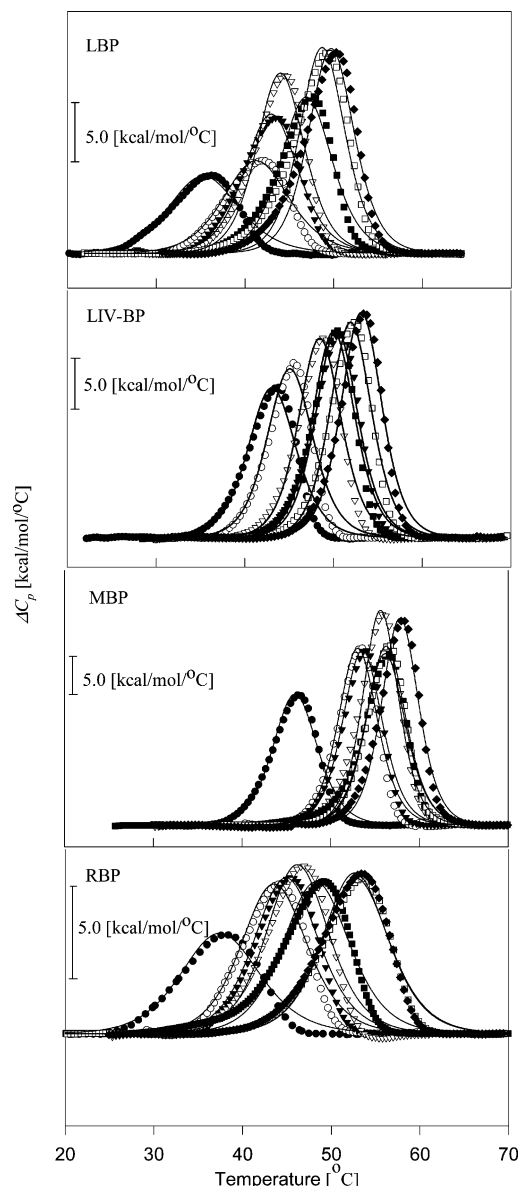 LBP
5.0 [kcal/mol/°C]
LIV-BP
5.0 [kcal/mol/°C]
ΔCp [kcal/mol/°C]
MBP
5.0 [kcal/mol/°C]
RBP
5.0 [kcal/mol/°C]
20 30 40 50 60 70
Temperature [°C]